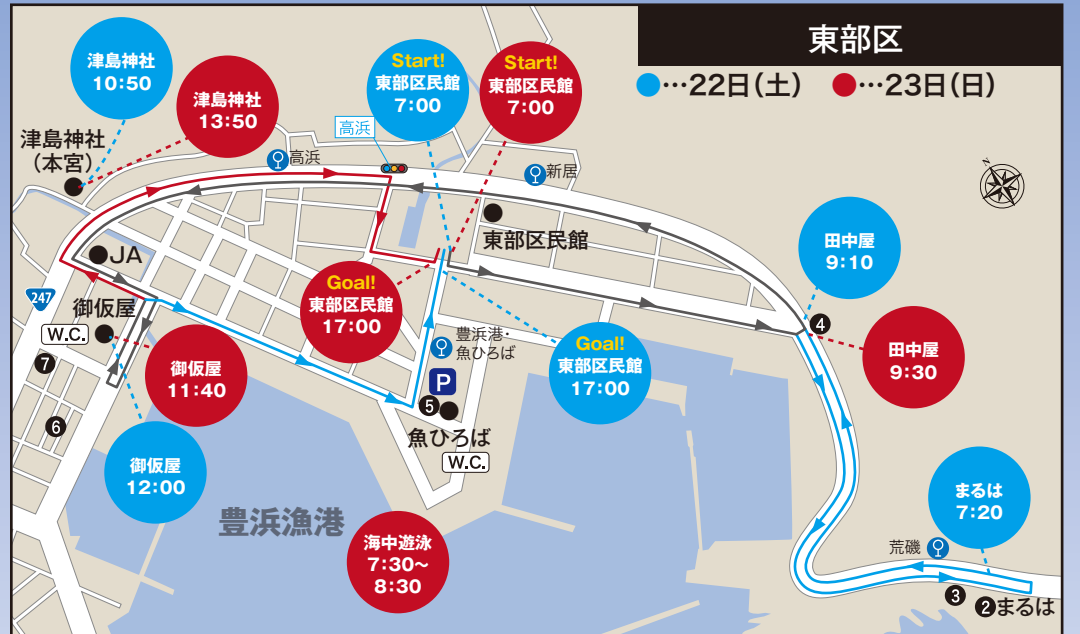 東部区
●…22日(土) ●…23日(日)
津島神社
10:50
津島神社
13:50
Start!
東部区民館
7:00
Start!
東部区民館
7:00
高浜
高浜
新居
津島神社
(本宮)
N
東部区民館
田中屋
9:10
JA
247
御仮屋
W.C.
Goal!
東部区民館
17:00
豊浜港・
魚ひろば
Goal!
東部区民館
17:00
4
田中屋
9:30
7
御仮屋
11:40
P
5
6
魚ひろば
W.C.
御仮屋
12:00
まるは
7:20
豊浜漁港
海中遊泳
7:30~
8:30
荒磯
3
2まるは